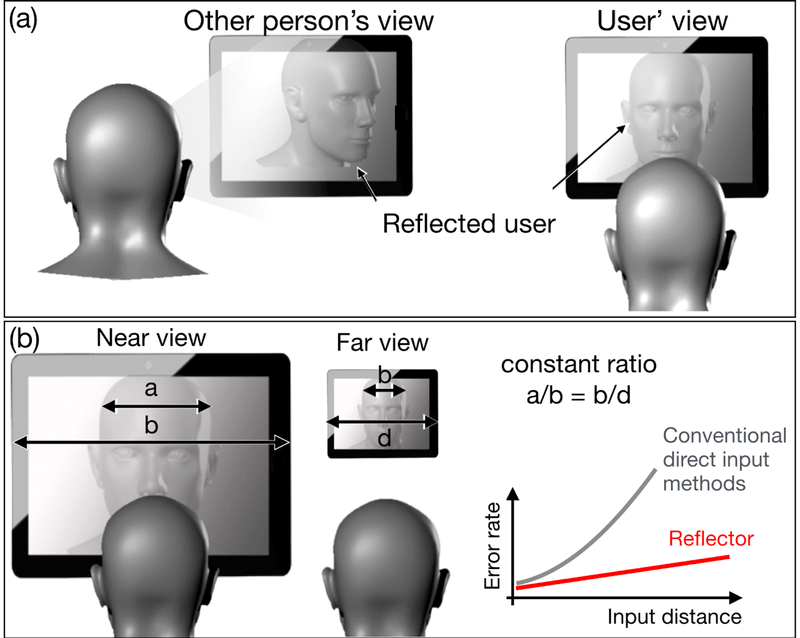 (a)
Other person's view
User' view
Reflected user
(b)
Near view
a
b
Far view
b
d
constant ratio
a/b = b/d
Conventional
direct input
methods
Reflector
Error rate
Input distance